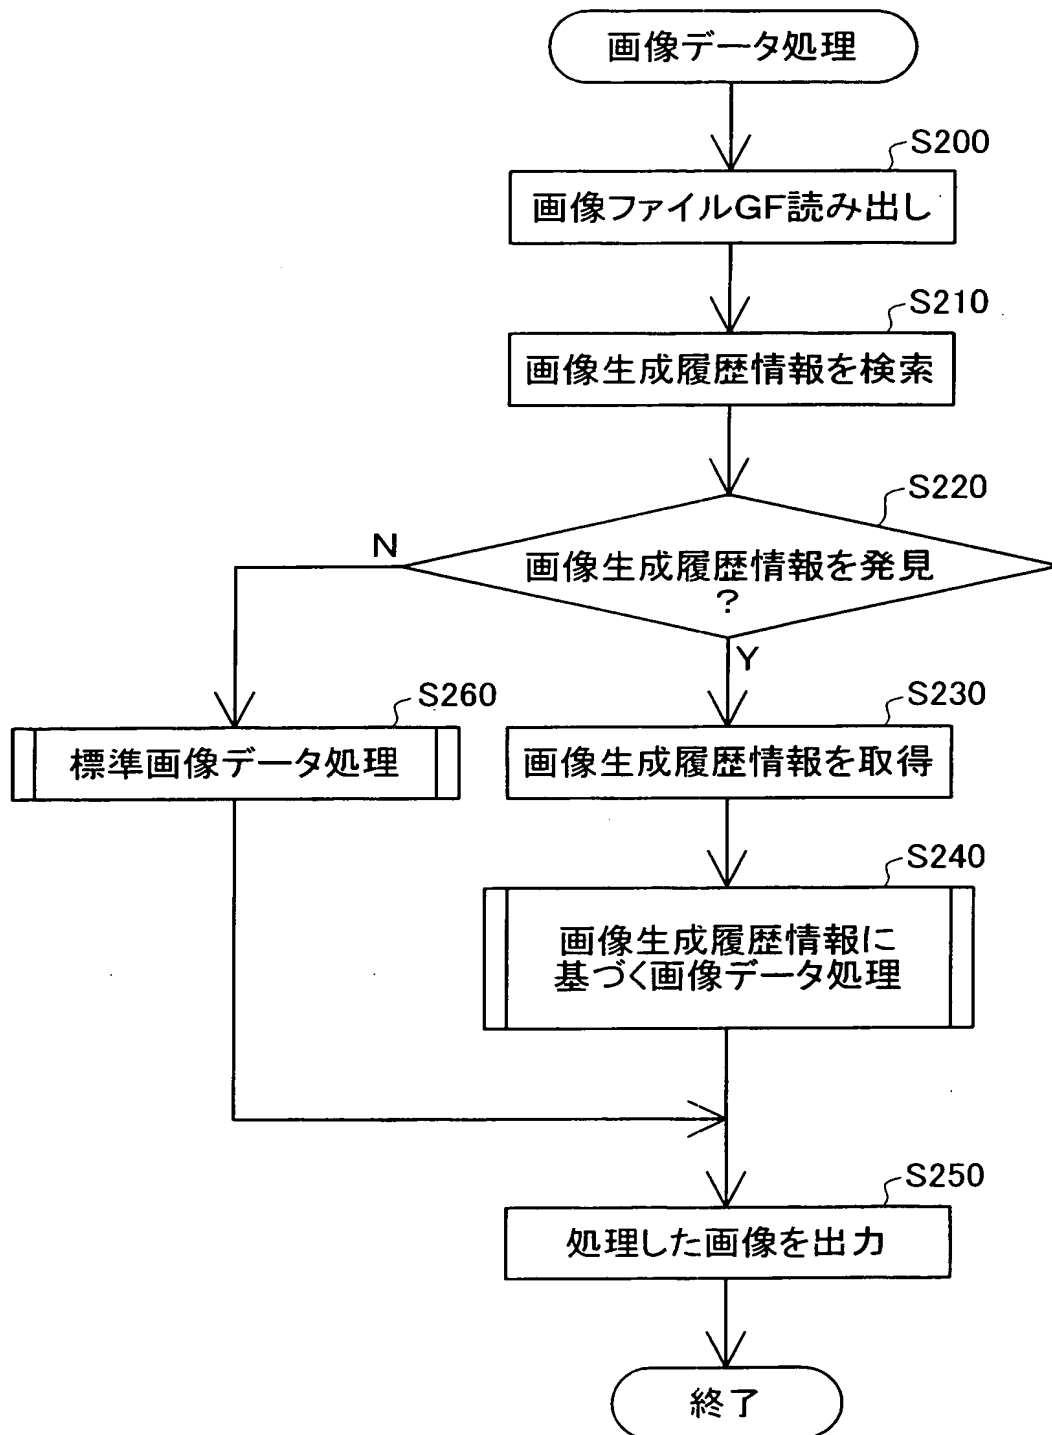 画像データ処理
S200
画像ファイルGF読み出し
S210
画像生成履歴情報を検索
S220
画像生成履歴情報を発見
?
N
Y
S260
標準画像データ処理
S230
画像生成履歴情報を取得
S240
画像生成履歴情報に
基づく画像データ処理
S250
処理した画像を出力
終了